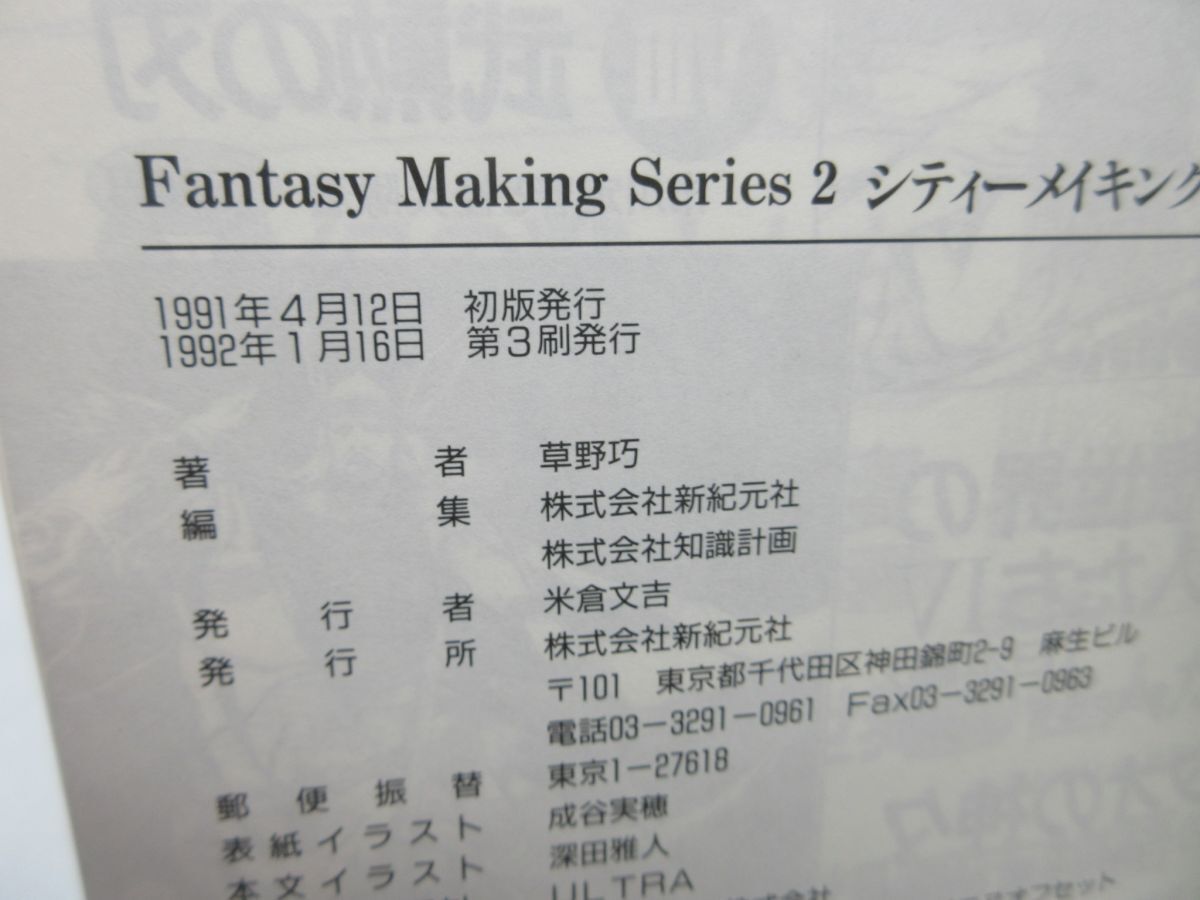 Fantasy Making Series 2 シティーメイキング
1991年4月12日 初版発行
1992年1月16日 第3刷発行
著者 草野巧
編集 株式会社新紀元社
株式会社知識計画
発行者 米倉文吉
発行所 株式会社新紀元社
〒101 東京都千代田区神田錦町2-9 麻生ビル
電話03-3291-0961 Fax03-3291-0963
郵便振替 東京1-27618
表紙イラスト 成谷実穂
本文イラスト 深田雅人
ULTRA